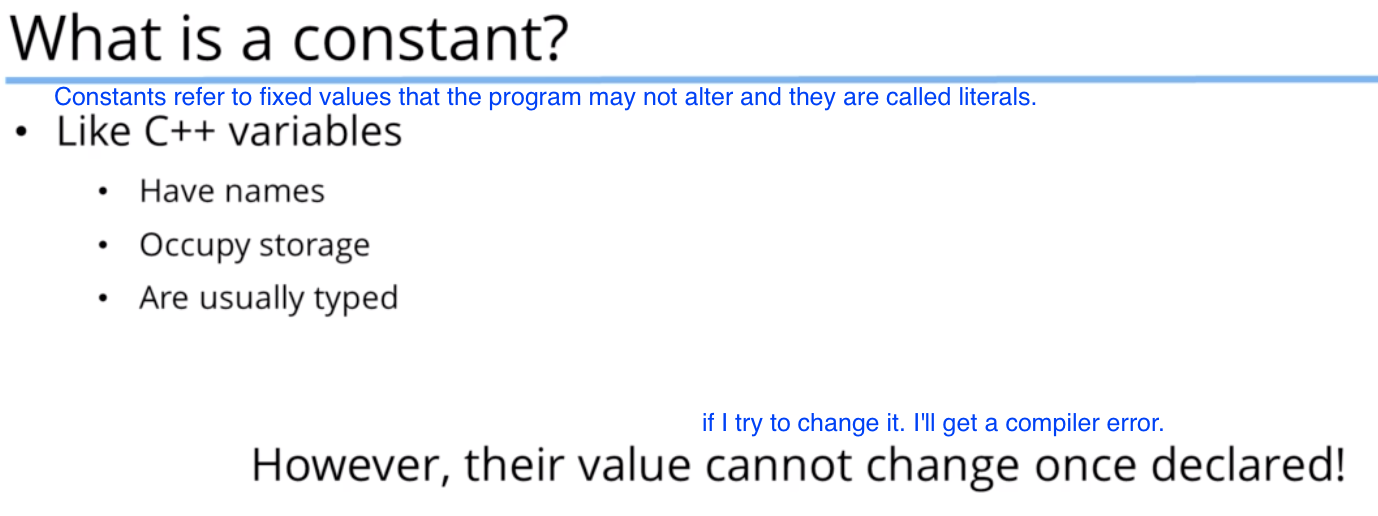 What is a constant?
Constants refer to fixed values that the program may not alter and they are called literals.
• Like C++ variables
• Have names
• Occupy storage
• Are usually typed
if I try to change it. I'll get a compiler error.
However, their value cannot change once declared!